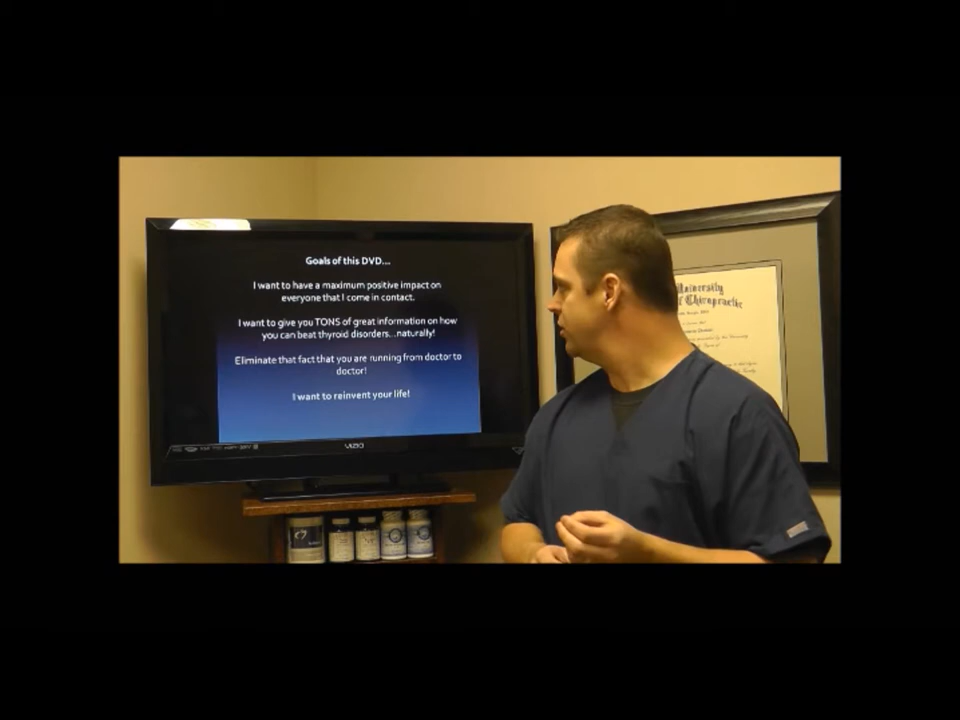 Goals of this DVD...
I want to have a maximum positive impact on
everyone that I come in contact.
I want to give you TONS of great information on how
you can beat thyroid disorders...naturally!
Eliminate that fact that you are running from doctor to
doctor!
I want to reinvent your life!
VIZIO
University
f Chiropractic